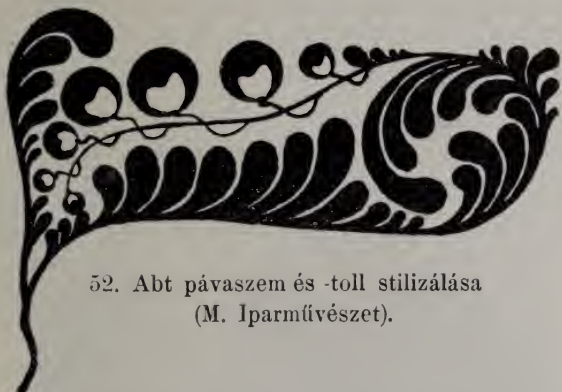 52. Abt pávaszem és -toll stilizálása
(M. Iparművészet).